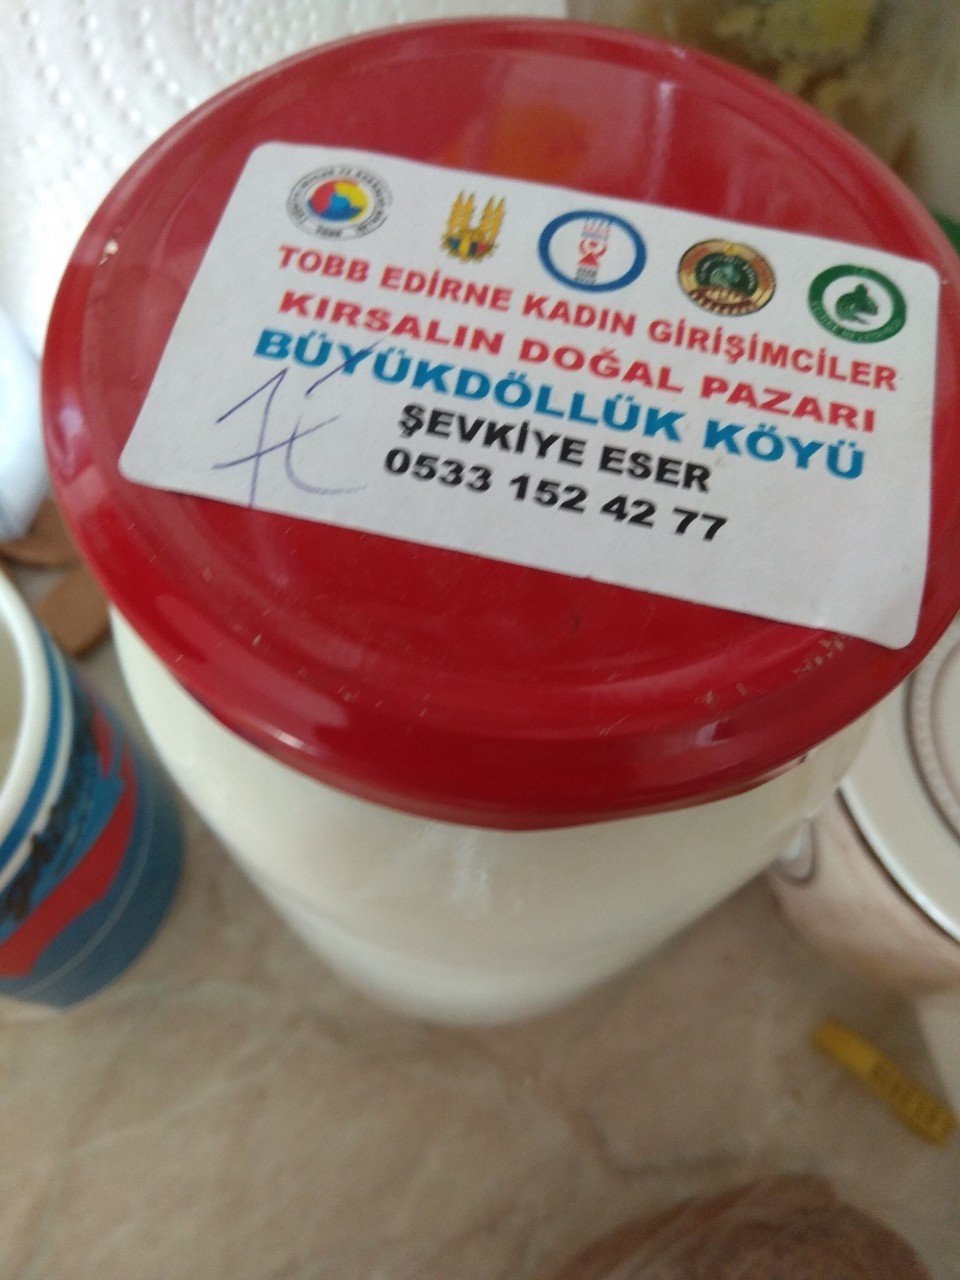 TOBB EDİRNE KADIN GİRİŞİMCİLER
KIRSALIN DOĞAL PAZARI
BÜYÜKDÖLLÜK KÖYÜ
ŞEVKİYE ESER
0533 152 42 77